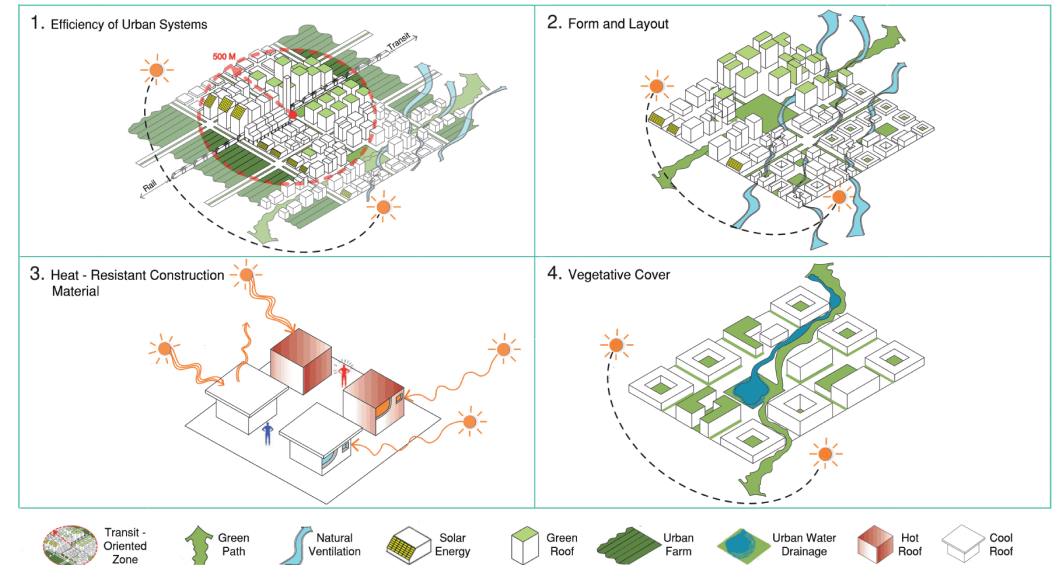 1. Efficiency of Urban Systems
500 M
Transit
Rail
2. Form and Layout
3. Heat - Resistant Construction
Material
4. Vegetative Cover
Transit -
Oriented
Zone
Green
Path
Natural
Ventilation
Solar
Energy
Green
Roof
Urban
Farm
Urban Water
Drainage
Hot
Roof
Cool
Roof